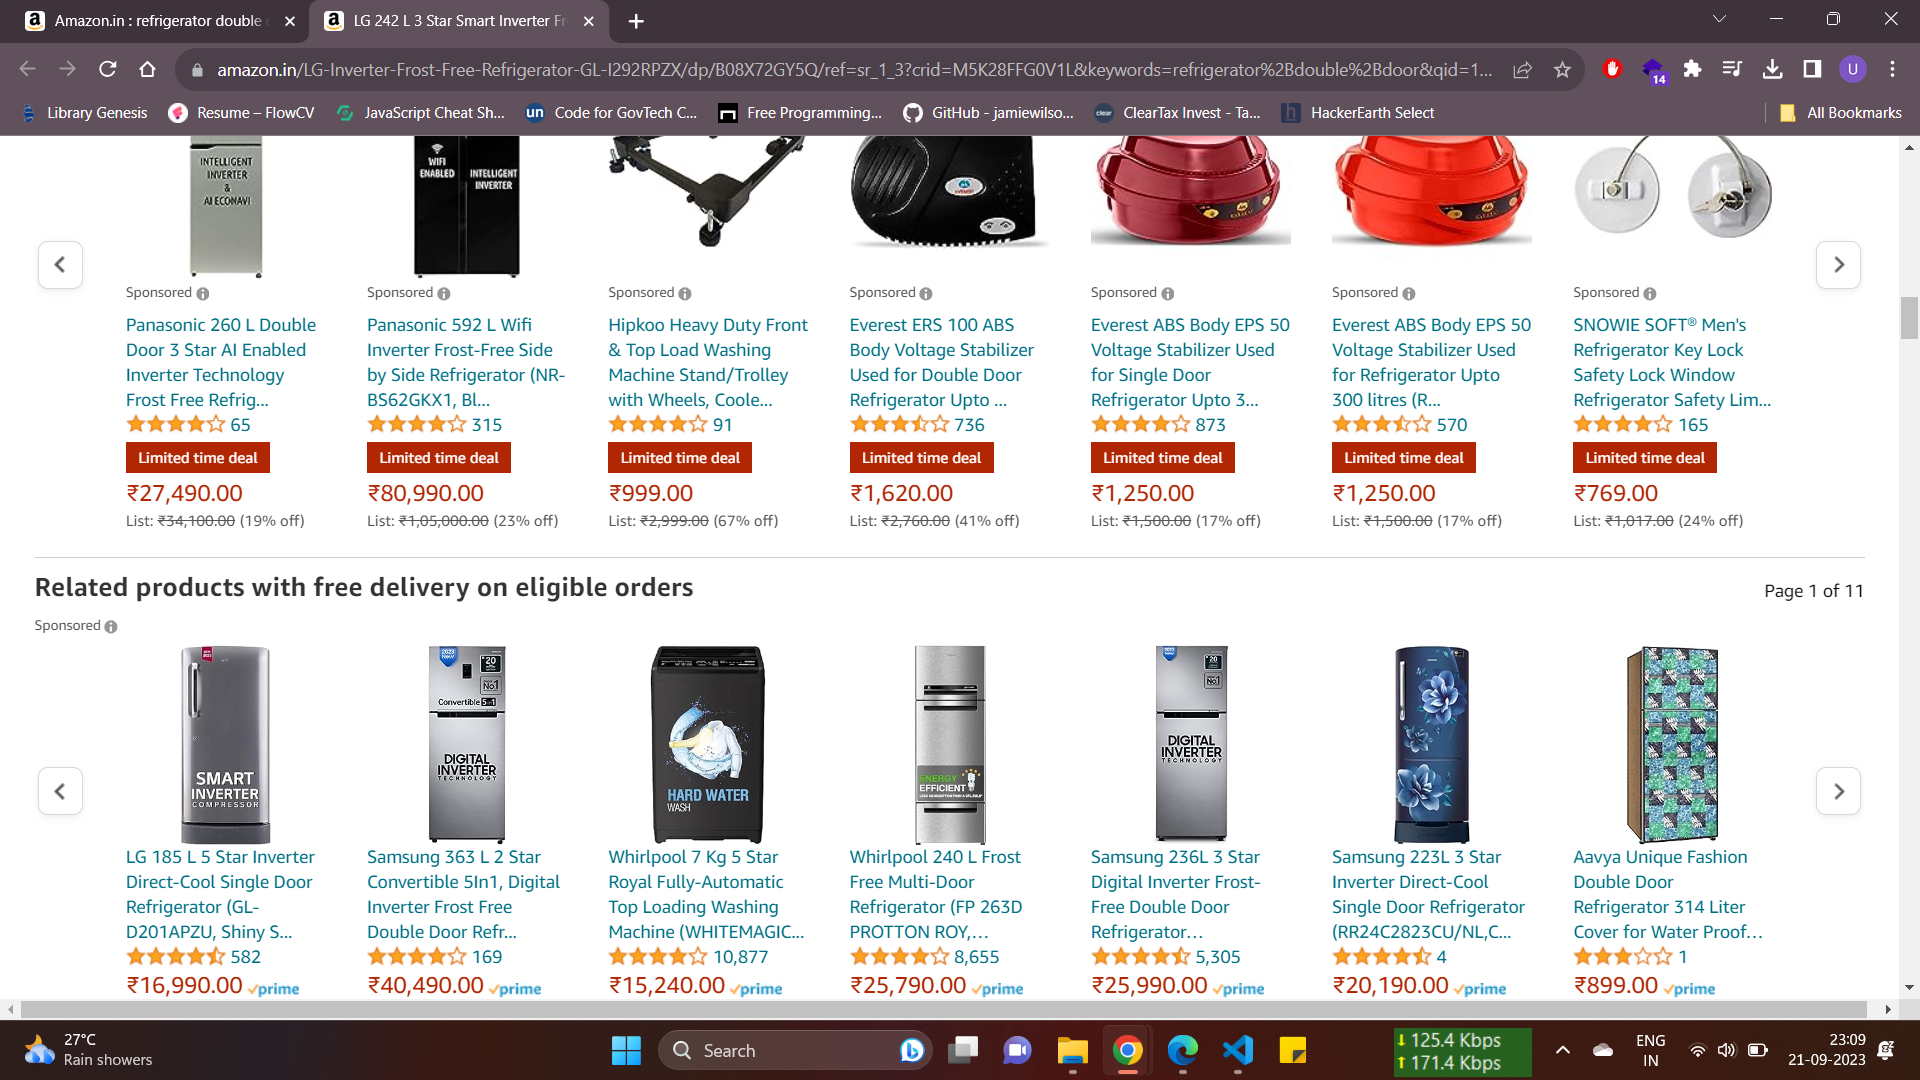 Amazon.in : refrigerator double
LG 242 L 3 Star Smart Inverter Fr
amazon.in/LG-Inverter-Frost-Free-Refrigerator-GL-I292RPZX/dp/B08X72GY5Q/ref=sr_1_3?crid=M5K28FFG0V1L&keywords=refrigerator%2Bdouble%2Bdoor&qid=1...
14
U
Library Genesis
Resume – FlowCV
JavaScript Cheat Sh...
un Code for GovTech C...
Free Programming...
GitHub - jamiewilso...
clear ClearTax Invest - Ta...
h HackerEarth Select
All Bookmarks
INTELLIGENT
INVERTER
&
AI ECONAVI
WIFI
ENABLED
INTELLIGENT
INVERTER
Sponsored
Panasonic 260 L Double
Door 3 Star AI Enabled
Inverter Technology
Frost Free Refrig...
65
Limited time deal
₹27,490.00
List: ₹34,100.00 (19% off)
Sponsored
Panasonic 592 L Wifi
Inverter Frost-Free Side
by Side Refrigerator (NR-
BS62GKX1, Bl...
315
Limited time deal
₹80,990.00
List: ₹1,05,000.00 (23% off)
Sponsored
Hipkoo Heavy Duty Front
& Top Load Washing
Machine Stand/Trolley
with Wheels, Coole...
91
Limited time deal
₹999.00
List: ₹2,999.00 (67% off)
Sponsored
Everest ERS 100 ABS
Body Voltage Stabilizer
Used for Double Door
Refrigerator Upto ...
736
Limited time deal
₹1,620.00
List: ₹2,760.00 (41% off)
Sponsored
Everest ABS Body EPS 50
Voltage Stabilizer Used
for Single Door
Refrigerator Upto 3...
873
Limited time deal
₹1,250.00
List: ₹1,500.00 (17% off)
Sponsored
Everest ABS Body EPS 50
Voltage Stabilizer Used
for Refrigerator Upto
300 litres (R...
570
Limited time deal
₹1,250.00
List: ₹1,500.00 (17% off)
Sponsored
SNOWIE SOFT® Men's
Refrigerator Key Lock
Safety Lock Window
Refrigerator Safety Lim...
165
Limited time deal
₹769.00
List: ₹1,017.00 (24% off)
Related products with free delivery on eligible orders
Page 1 of 11
Sponsored
SMART
INVERTER
COMPRESSOR
LG 185 L 5 Star Inverter
Direct-Cool Single Door
Refrigerator (GL-
D201APZU, Shiny S...
582
₹16,990.00 prime
2023
New
20
No1
Convertible 5in1
DIGITAL
INVERTER
TECHNOLOGY
Samsung 363 L 2 Star
Convertible 5In1, Digital
Inverter Frost Free
Double Door Refr...
169
₹40,490.00 prime
HARD WATER
WASH
Whirlpool 7 Kg 5 Star
Royal Fully-Automatic
Top Loading Washing
Machine (WHITEMAGIC...
10,877
₹15,240.00 prime
ENERGY
EFFICIENT
Whirlpool 240 L Frost
Free Multi-Door
Refrigerator (FP 263D
PROTTON ROY,...
8,655
₹25,790.00 prime
2023
New
20
No1
DIGITAL
INVERTER
TECHNOLOGY
Samsung 236L 3 Star
Digital Inverter Frost-
Free Double Door
Refrigerator...
5,305
₹25,990.00 prime
Samsung 223L 3 Star
Inverter Direct-Cool
Single Door Refrigerator
(RR24C2823CU/NL,C...
4
₹20,190.00 prime
Aavya Unique Fashion
Double Door
Refrigerator 314 Liter
Cover for Water Proof...
1
₹899.00 prime
27°C
Rain showers
Search
125.4 Kbps
171.4 Kbps
ENG
IN
23:09
21-09-2023